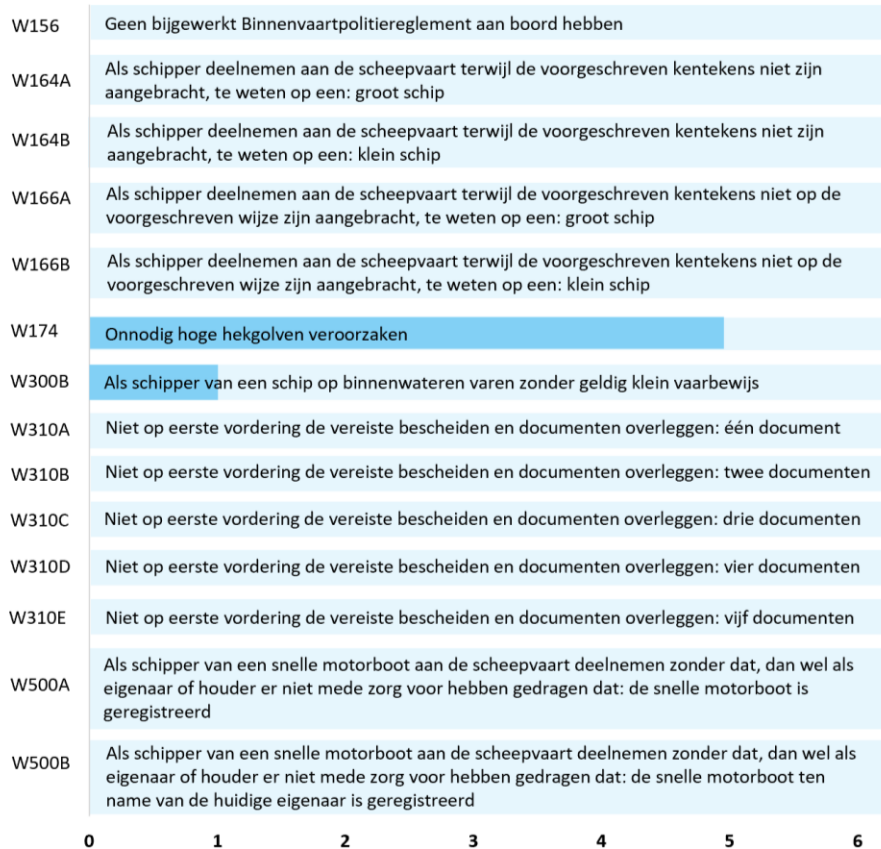 W156
Geen bijgewerkt Binnenvaartpolitiereglement aan boord hebben
W164A
Als schipper deelnemen aan de scheepvaart terwijl de voorgeschreven kentekens niet zijn
aangebracht, te weten op een: groot schip
W164B
Als schipper deelnemen aan de scheepvaart terwijl de voorgeschreven kentekens niet zijn
aangebracht, te weten op een: klein schip
W166A
Als schipper deelnemen aan de scheepvaart terwijl de voorgeschreven kentekens niet op de
voorgeschreven wijze zijn aangebracht, te weten op een: groot schip
W166B
Als schipper deelnemen aan de scheepvaart terwijl de voorgeschreven kentekens niet op de
voorgeschreven wijze zijn aangebracht, te weten op een: klein schip
W174
Onnodig hoge hekgolven veroorzaken
W300B
Als schipper van een schip op binnenwateren varen zonder geldig klein vaarbewijs
W310A
Niet op eerste vordering de vereiste bescheiden en documenten overleggen: één document
W310B
Niet op eerste vordering de vereiste bescheiden en documenten overleggen: twee documenten
W310C
Niet op eerste vordering de vereiste bescheiden en documenten overleggen: drie documenten
W310D
Niet op eerste vordering de vereiste bescheiden en documenten overleggen: vier documenten
W310E
Niet op eerste vordering de vereiste bescheiden en documenten overleggen: vijf documenten
W500A
Als schipper van een snelle motorboot aan de scheepvaart deelnemen zonder dat, dan wel als
eigenaar of houder er niet mede zorg voor hebben gedragen dat: de snelle motorboot is
geregistreerd
W500B
Als schipper van een snelle motorboot aan de scheepvaart deelnemen zonder dat, dan wel als
eigenaar of houder er niet mede zorg voor hebben gedragen dat: de snelle motorboot ten
name van de huidige eigenaar is geregistreerd
0 1 2 3 4 5 6